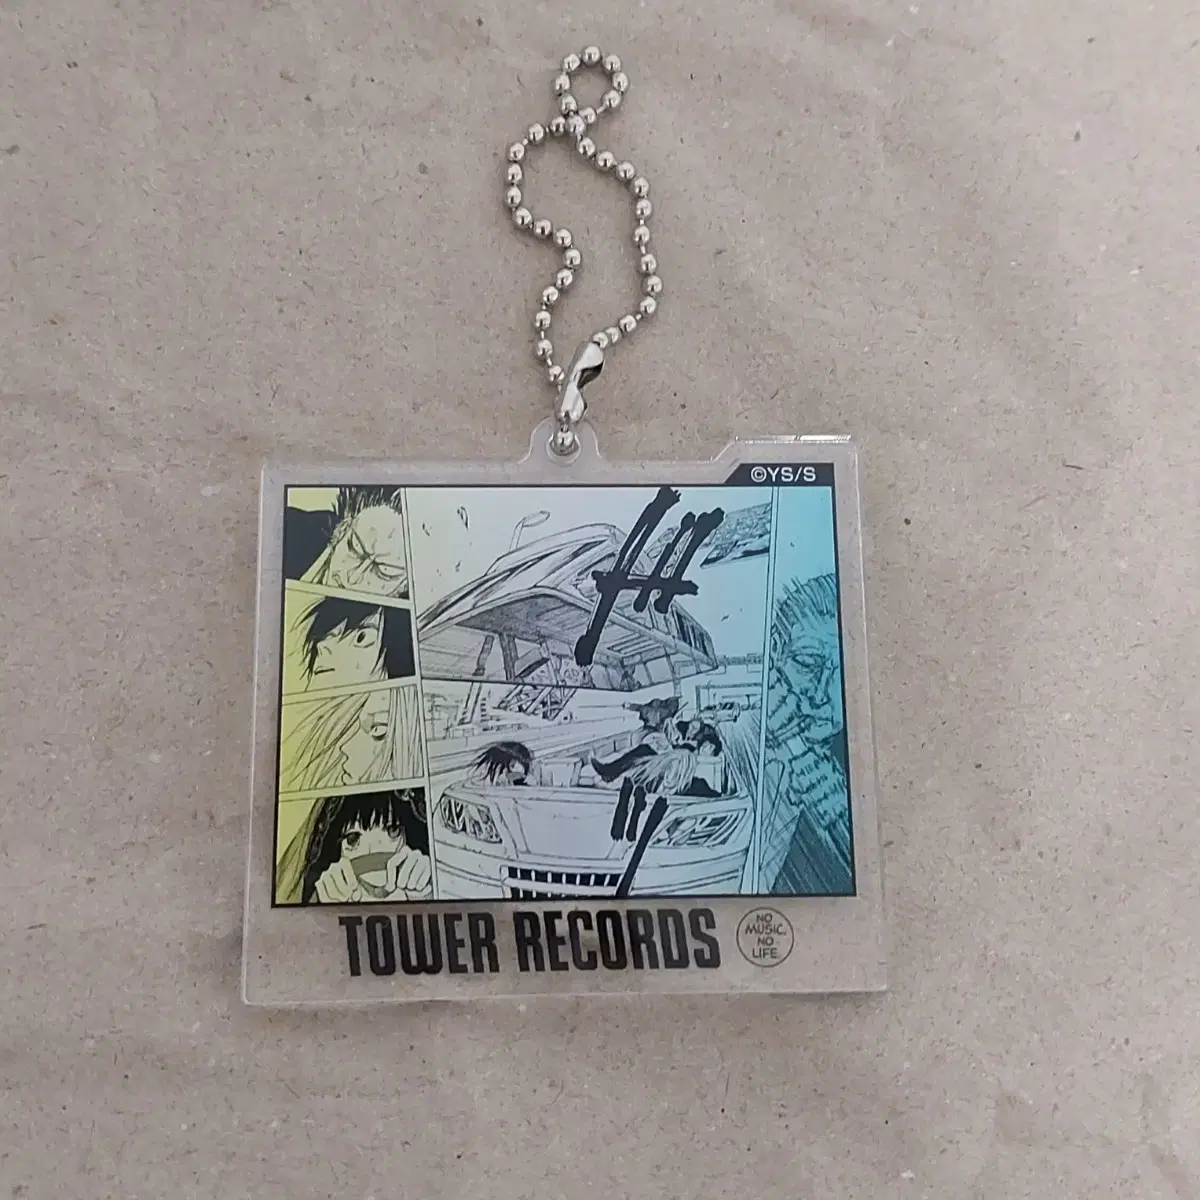 ©YS/S
TOWER RECORDS
NO
MUSIC,
NO
LIFE.